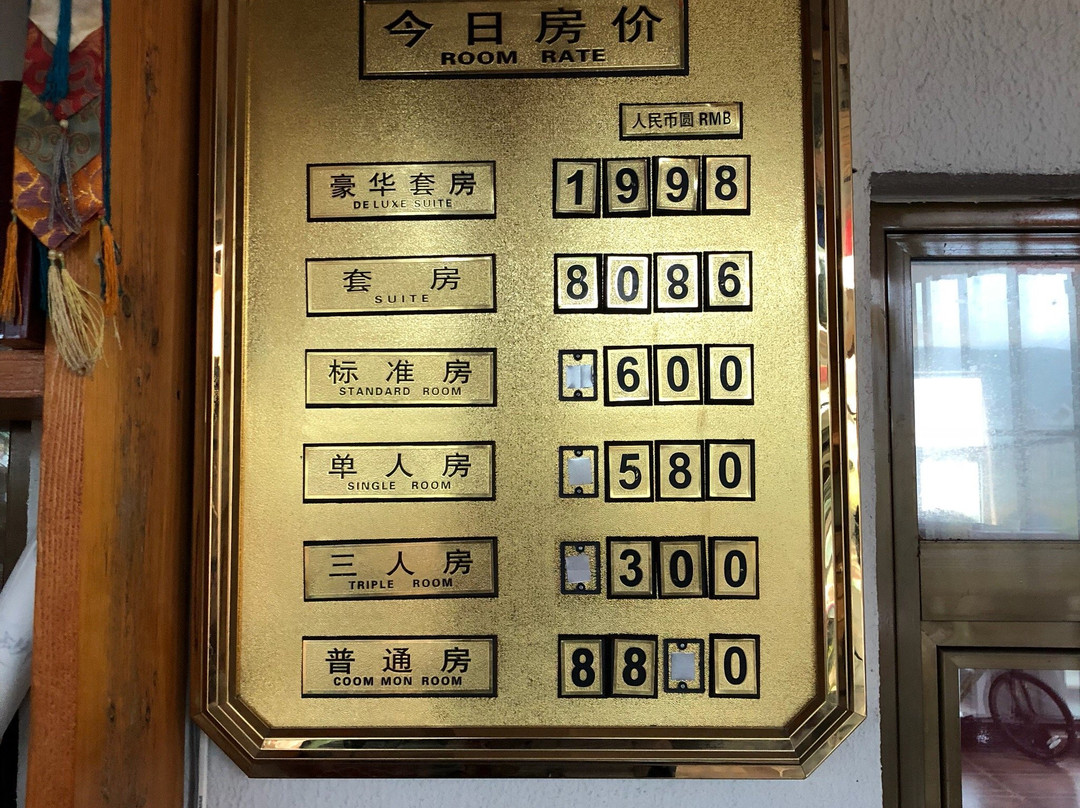 今日房价
ROOM RATE
人民币圆 RMB
豪华套房 1998
DELUXE SUITE
套房 8086
SUITE
标准房 600
STANDARD ROOM
单人房 580
SINGLE ROOM
三人房 300
TRIPLE ROOM
普通房 88 0
COOM MON ROOM